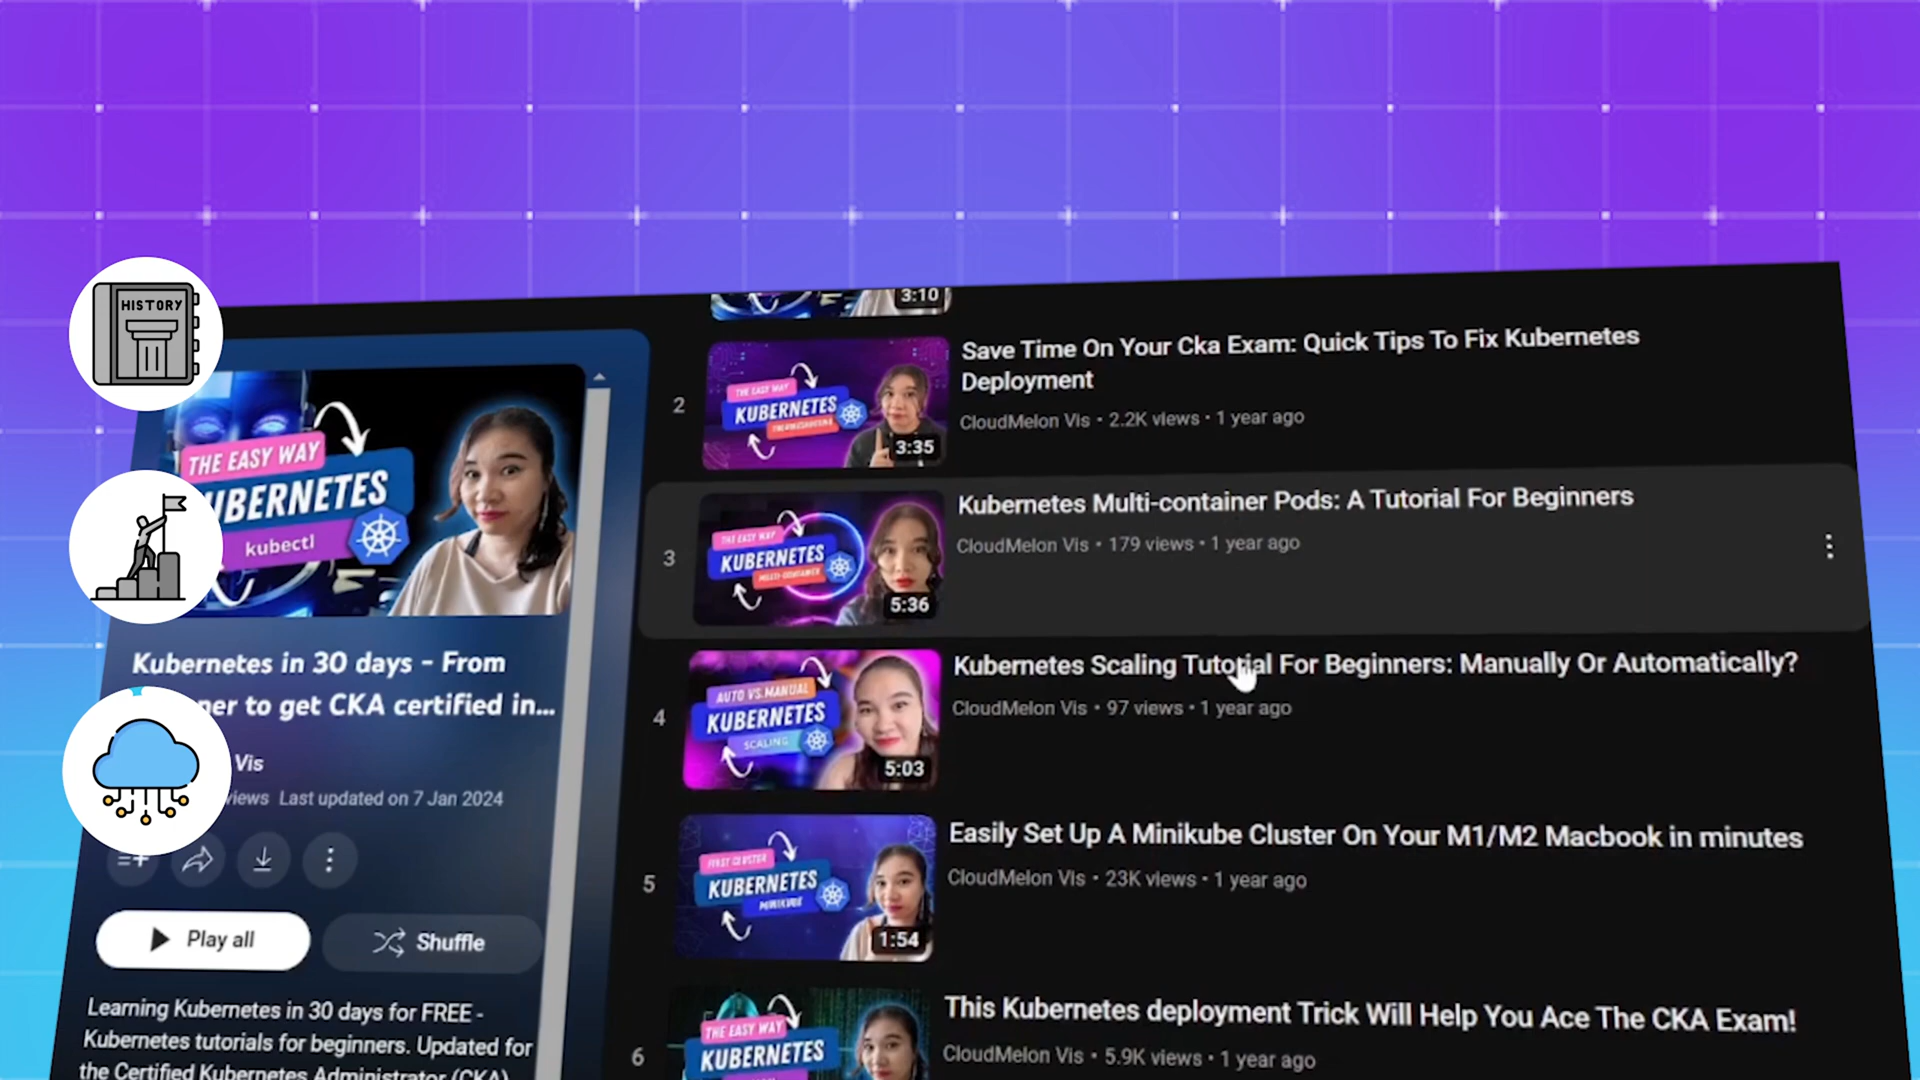 HISTORY
THE EASY WAY
UBERNETES
kubectl
Kubernetes in 30 days - From
ner to get CKA certified in...
Vis
views Last updated on 7 Jan 2024
Play all
Shuffle
Learning Kubernetes in 30 days for FREE -
Kubernetes tutorials for beginners. Updated for
the Certified Kubernetes Administrator (CKA)
3:10
2
THE EASY WAY
KUBERNETES
TROUBLESHOOTING
3:35
Save Time On Your Cka Exam: Quick Tips To Fix Kubernetes
Deployment
CloudMelon Vis • 2.2K views • 1 year ago
3
THE EASY WAY
KUBERNETES
MULTI-CONTAINER
5:36
Kubernetes Multi-container Pods: A Tutorial For Beginners
CloudMelon Vis • 179 views • 1 year ago
4
AUTO VS.MANUAL
KUBERNETES
SCALING
5:03
Kubernetes Scaling Tutorial For Beginners: Manually Or Automatically?
CloudMelon Vis • 97 views • 1 year ago
5
FIRST CLUSTER
KUBERNETES
MINIKUBE
1:54
Easily Set Up A Minikube Cluster On Your M1/M2 Macbook in minutes
CloudMelon Vis • 23K views • 1 year ago
6
THE EASY WAY
KUBERNETES
This Kubernetes deployment Trick Will Help You Ace The CKA Exam!
CloudMelon Vis • 5.9K views • 1 year ago